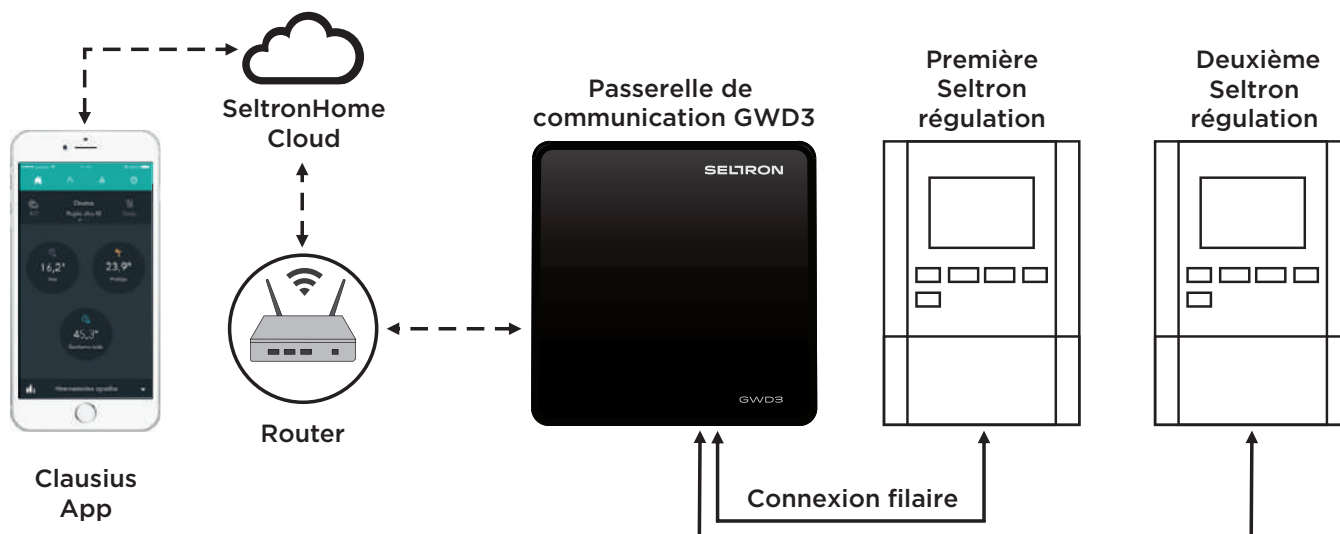 SeltronHome
Cloud
Router
Clausius
App
16,2°
23,9°
45,3°
Passerelle de
communication GWD3
SELTRON
GWD3
Première
Seltron
régulation
Deuxième
Seltron
régulation
Connexion filaire